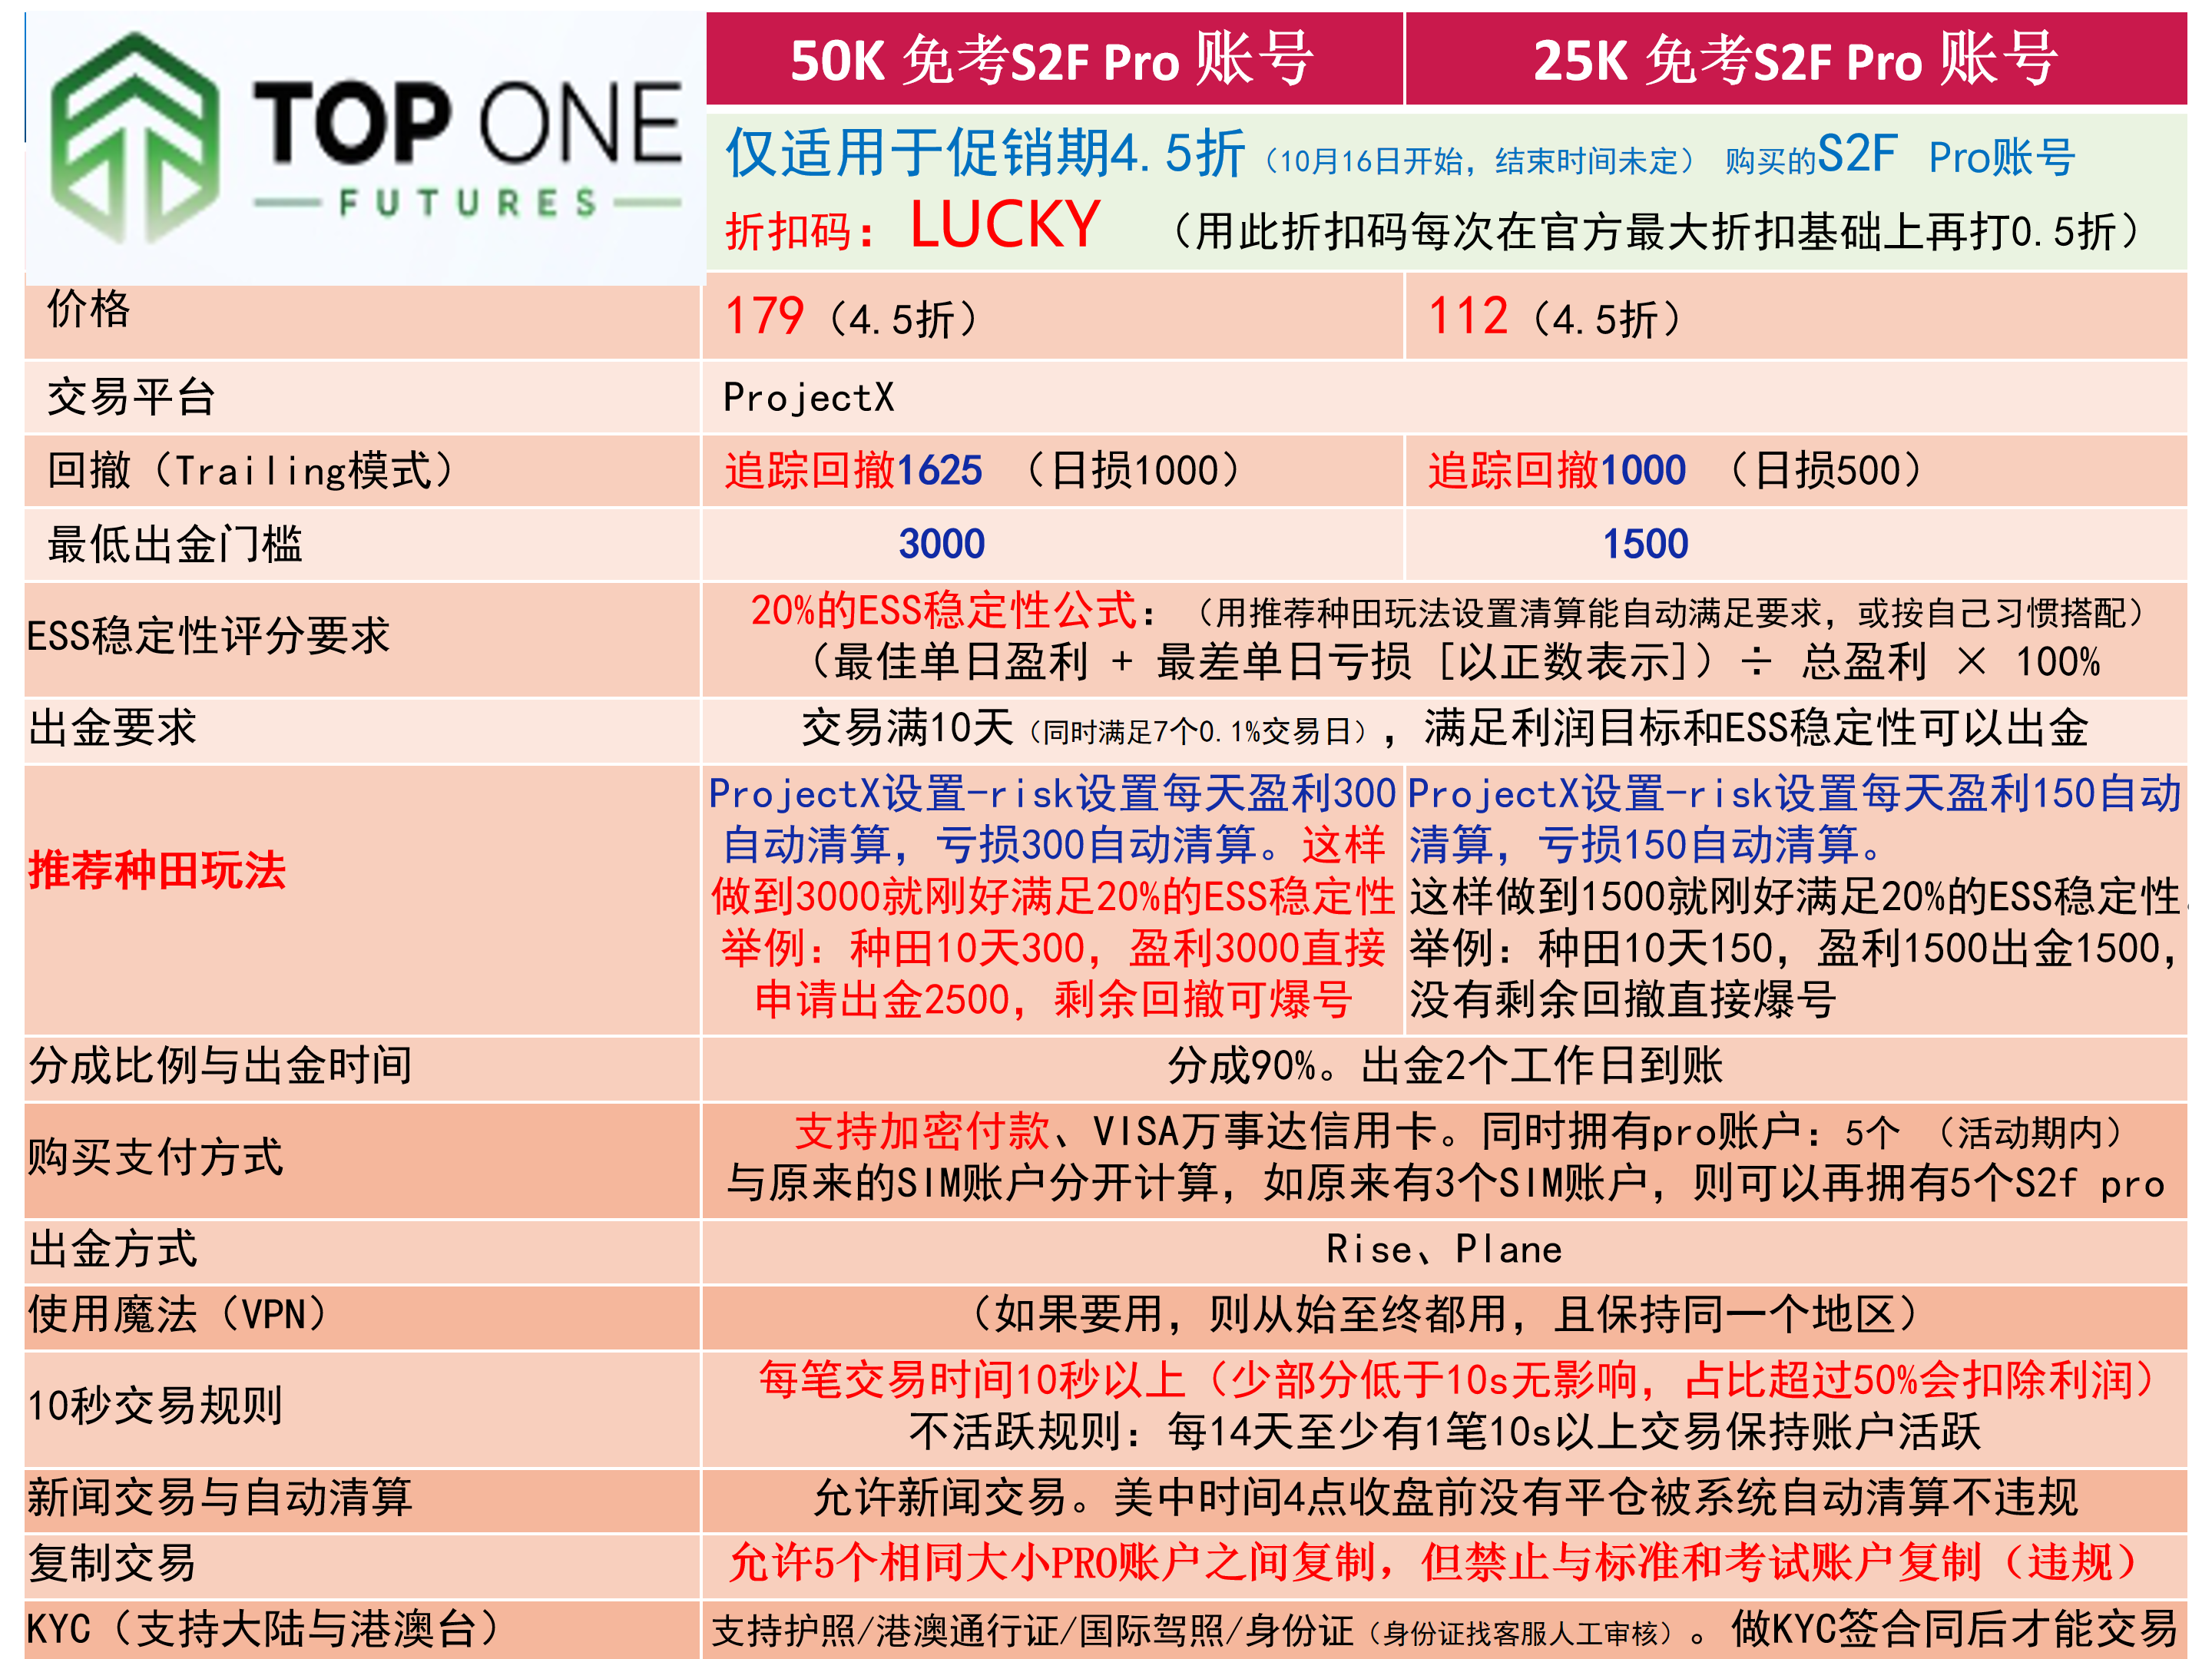 TOP ONE
FUTURES
50K 免考S2F Pro 账号
25K 免考S2F Pro 账号
仅适用于促销期4.5折（10月16日开始，结束时间未定） 购买的S2F Pro账号
折扣码：LUCKY （用此折扣码每次在官方最大折扣基础上再打0.5折）
价格
179（4.5折）
112（4.5折）
交易平台
ProjectX
回撤（Trailing模式）
追踪回撤1625 （日损1000）
追踪回撤1000 （日损500）
最低出金门槛
3000
1500
ESS稳定性评分要求
20%的ESS稳定性公式：（用推荐种田玩法设置清算能自动满足要求，或按自己习惯搭配）
（最佳单日盈利 + 最差单日亏损 [以正数表示]）÷ 总盈利 × 100%
出金要求
交易满10天（同时满足7个0.1%交易日），满足利润目标和ESS稳定性可以出金
推荐种田玩法
ProjectX设置-risk设置每天盈利300
自动清算，亏损300自动清算。这样
做到3000就刚好满足20%的ESS稳定性
举例：种田10天300，盈利3000直接
申请出金2500，剩余回撤可爆号
ProjectX设置-risk设置每天盈利150自动
清算，亏损150自动清算。
这样做到1500就刚好满足20%的ESS稳定性.
举例：种田10天150，盈利1500出金1500，
没有剩余回撤直接爆号
分成比例与出金时间
分成90%。出金2个工作日到账
购买支付方式
支持加密付款、VISA万事达信用卡。同时拥有pro账户：5个 （活动期内）
与原来的SIM账户分开计算，如原来有3个SIM账户，则可以再拥有5个S2f pro
出金方式
Rise、Plane
使用魔法（VPN）
（如果要用，则从始至终都用，且保持同一个地区）
10秒交易规则
每笔交易时间10秒以上（少部分低于10s无影响，占比超过50%会扣除利润）
不活跃规则：每14天至少有1笔10s以上交易保持账户活跃
新闻交易与自动清算
允许新闻交易。美中时间4点收盘前没有平仓被系统自动清算不违规
复制交易
允许5个相同大小PRO账户之间复制，但禁止与标准和考试账户复制（违规）
KYC（支持大陆与港澳台）
支持护照/港澳通行证/国际驾照/身份证（身份证找客服人工审核）。做KYC签合同后才能交易